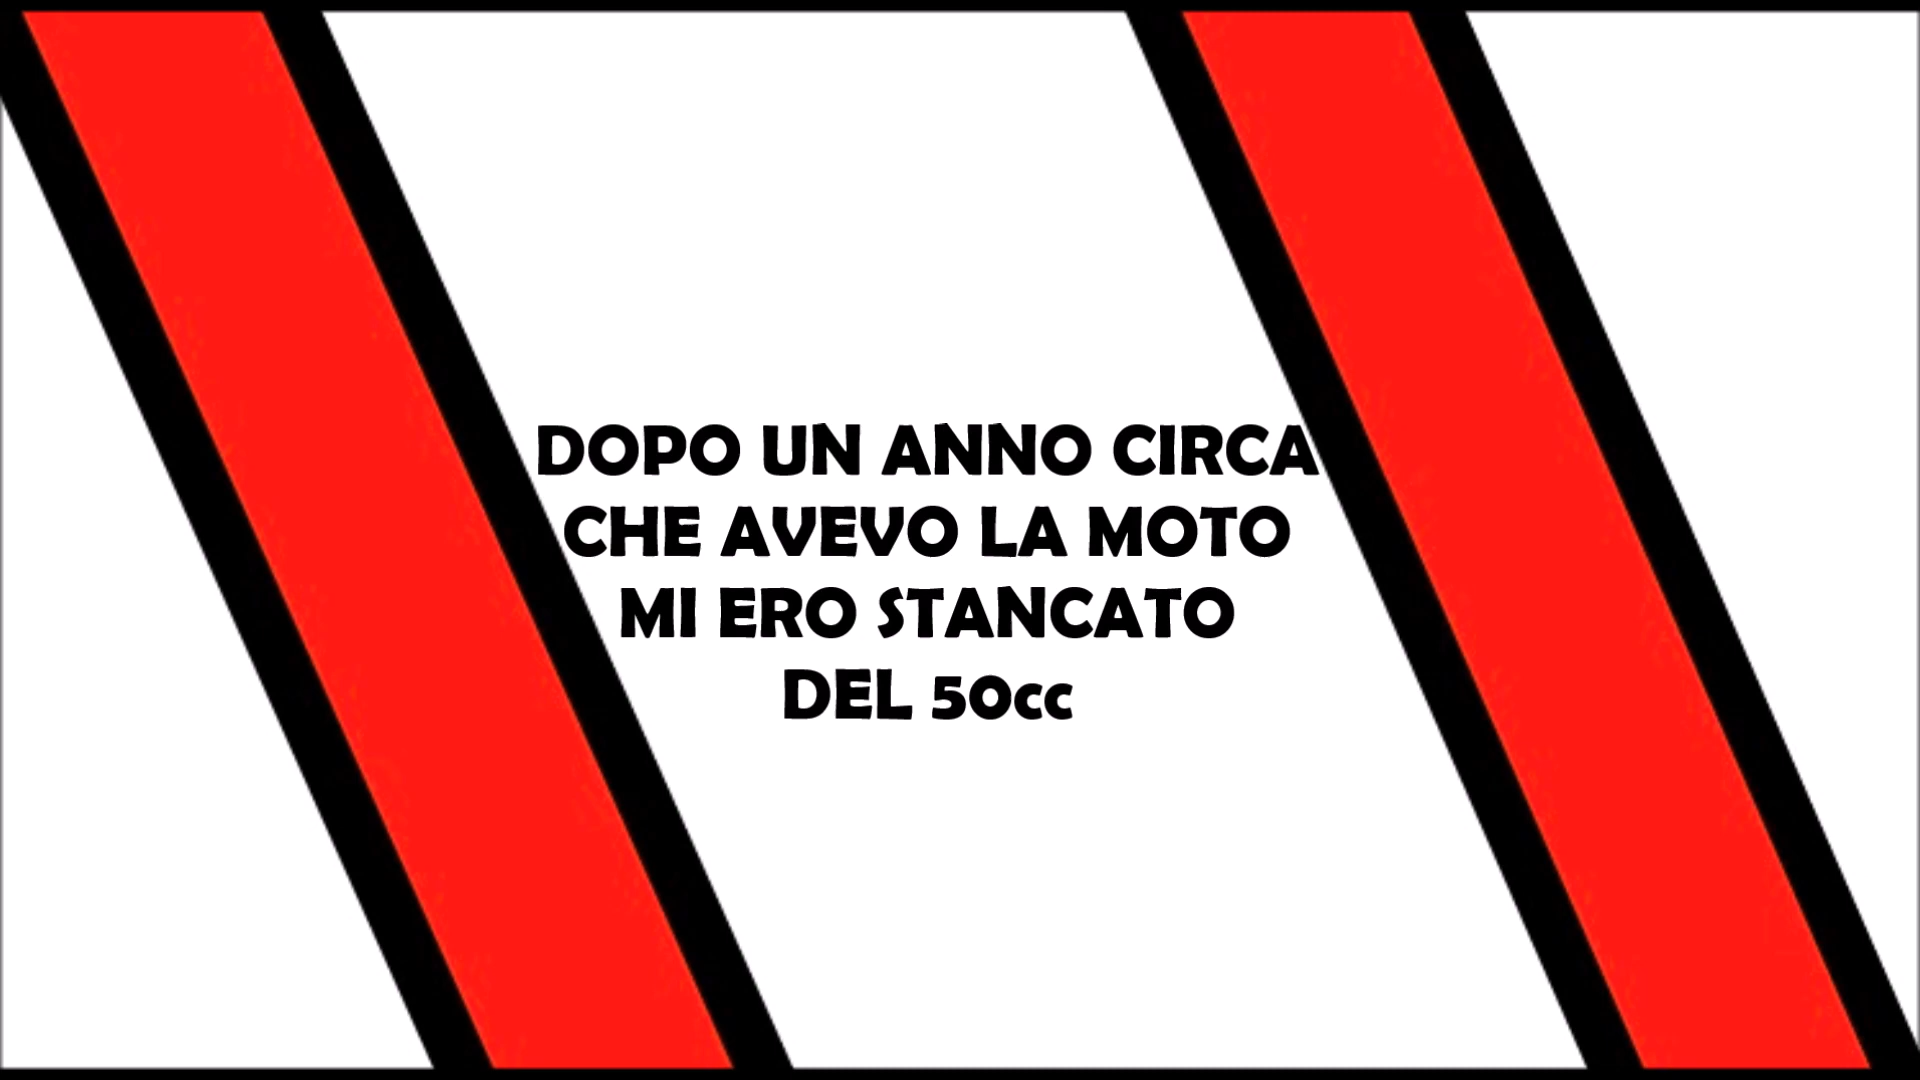 DOPO UN ANNO CIRCA
CHE AVEVO LA MOTO
MI ERO STANCATO
DEL 50cc